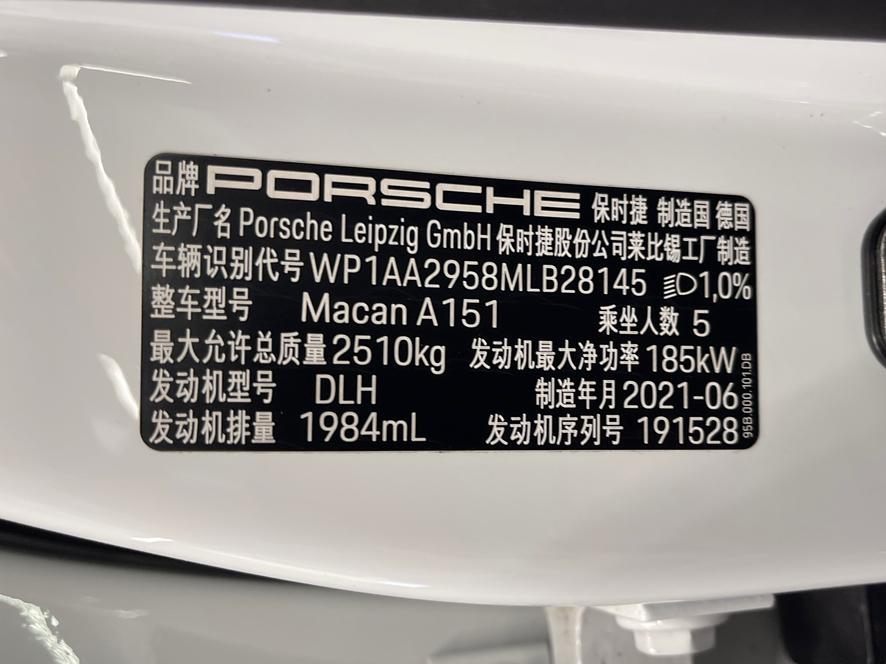 品牌 PORSCHE 保时捷 制造国 德国
生产厂名 Porsche Leipzig GmbH 保时捷股份公司莱比锡工厂制造
车辆识别代号 WP1AA2958MLB28145 1,0%
整车型号 Macan A151 乘坐人数 5
最大允许总质量 2510kg 发动机最大净功率 185kW
发动机型号 DLH 制造年月 2021-06
发动机排量 1984mL 发动机序列号 191528
95B.000.101.DB